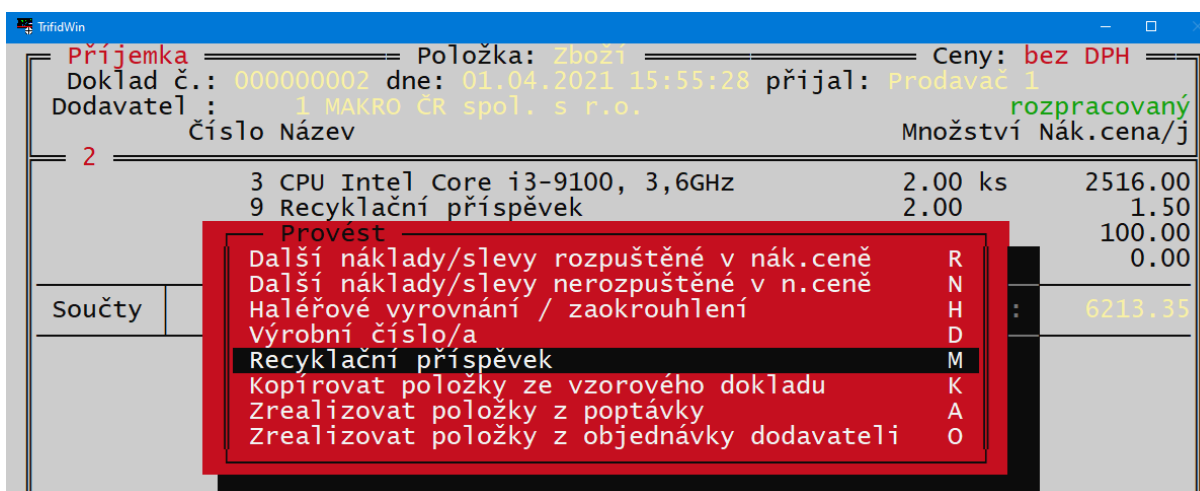 TrifidWin
Příjemka Položka: Zboží Ceny: bez DPH
Doklad č.: 000000002 dne: 01.04.2021 15:55:28 přijal: Prodavač 1
Dodavatel : 1 MAKRO ČR spol. s r.o.
rozpracovaný
Číslo Název Množství Nák.cena/j
2
3 CPU Intel Core i3-9100, 3,6GHz 2.00 ks 2516.00
9 Recyklační příspěvek 2.00 1.50
Provést 100.00
Další náklady/slevy rozpuštěné v nák.ceně R 0.00
Další náklady/slevy nerozpuštěné v n.ceně N
Součty Haléřové vyrovnání / zaokrouhlení H : 6213.35
Výrobní číslo/a D
Recyklační příspěvek M
Kopírovat položky ze vzorového dokladu K
Zrealizovat položky z poptávky A
Zrealizovat položky z objednávky dodavateli O